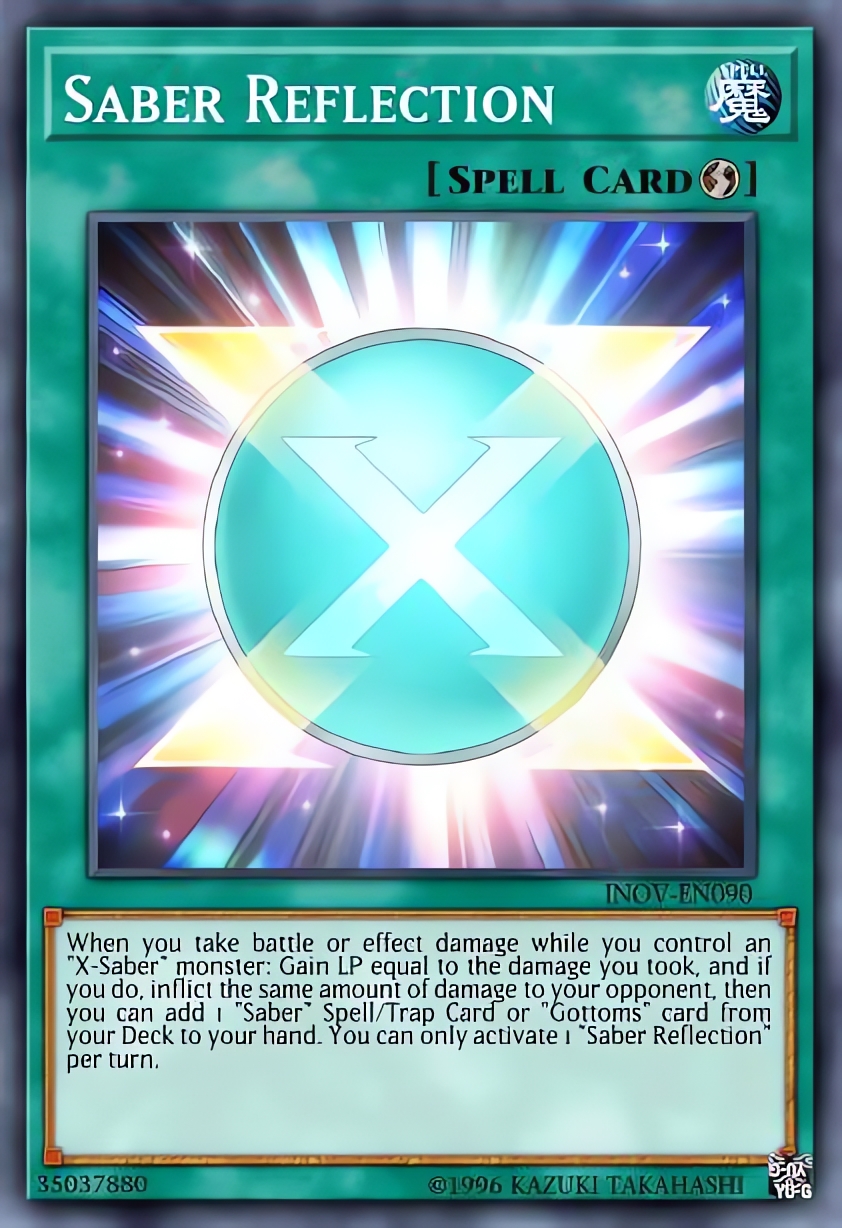 SABER REFLECTION
魔
[SPELL CARD]
X
INOV-EN090
When you take battle or effect damage while you control an
"X-Saber" monster: Gain LP equal to the damage you took, and if
you do, inflict the same amount of damage to your opponent, then
you can add 1 "Saber" Spell/Trap Card or "Gottoms" card from
your Deck to your hand. You can only activate 1 "Saber Reflection"
per turn.
35037880
©1996 KAZUKI TAKAHASHI